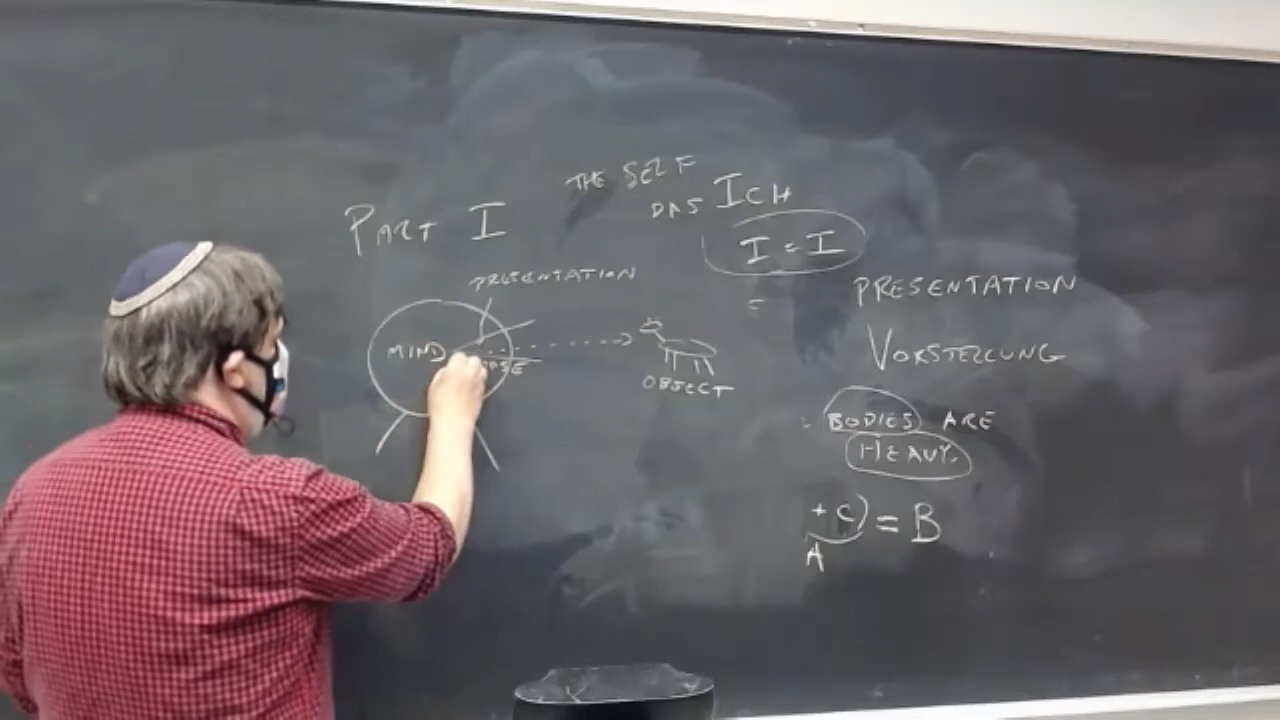 THE SELF
DAS ICH
PART I
I = I
PRESENTATION
=
PRESENTATION
VORSTELLUNG
MIND
OBJECT
BODIES ARE
HEAVY.
+ C) = B
A